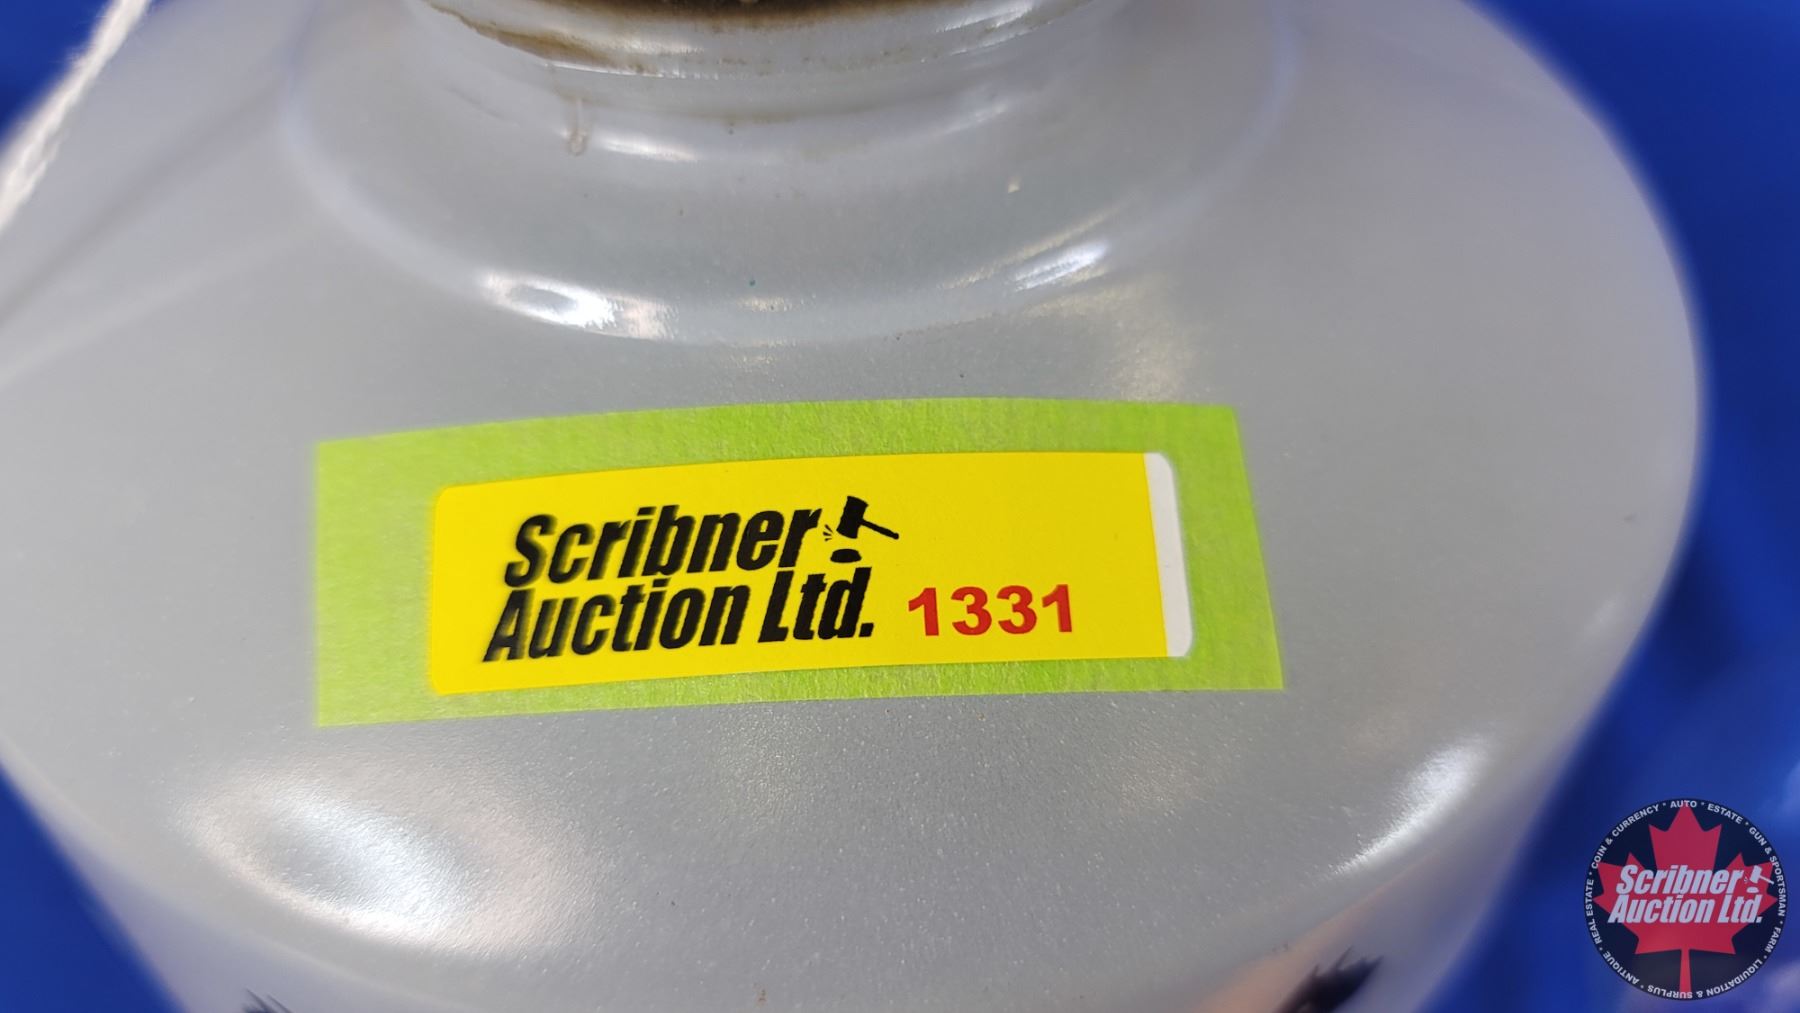 Scribner
Auction Ltd. 1331
COIN & CURRENCY * AUTO * ESTATE * GUN & SPORTSMAN * FARM * LIQUIDATION & SURPLUS * ANTIQUE * REAL ESTATE *
Scribner
Auction Ltd.